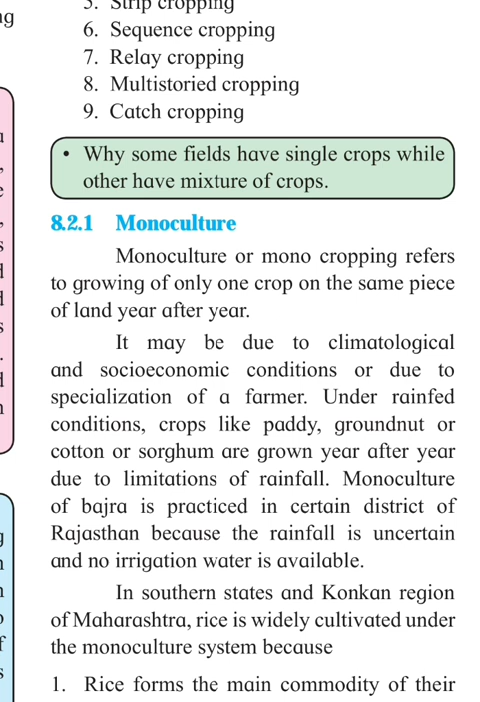 5. Strip cropping
6. Sequence cropping
7. Relay cropping
8. Multistoried cropping
9. Catch cropping
• Why some fields have single crops while
other have mixture of crops.
8.2.1 Monoculture
Monoculture or mono cropping refers
to growing of only one crop on the same piece
of land year after year.
It may be due to climatological
and socioeconomic conditions or due to
specialization of a farmer. Under rainfed
conditions, crops like paddy, groundnut or
cotton or sorghum are grown year after year
due to limitations of rainfall. Monoculture
of bajra is practiced in certain district of
Rajasthan because the rainfall is uncertain
and no irrigation water is available.
In southern states and Konkan region
of Maharashtra, rice is widely cultivated under
the monoculture system because
1. Rice forms the main commodity of their